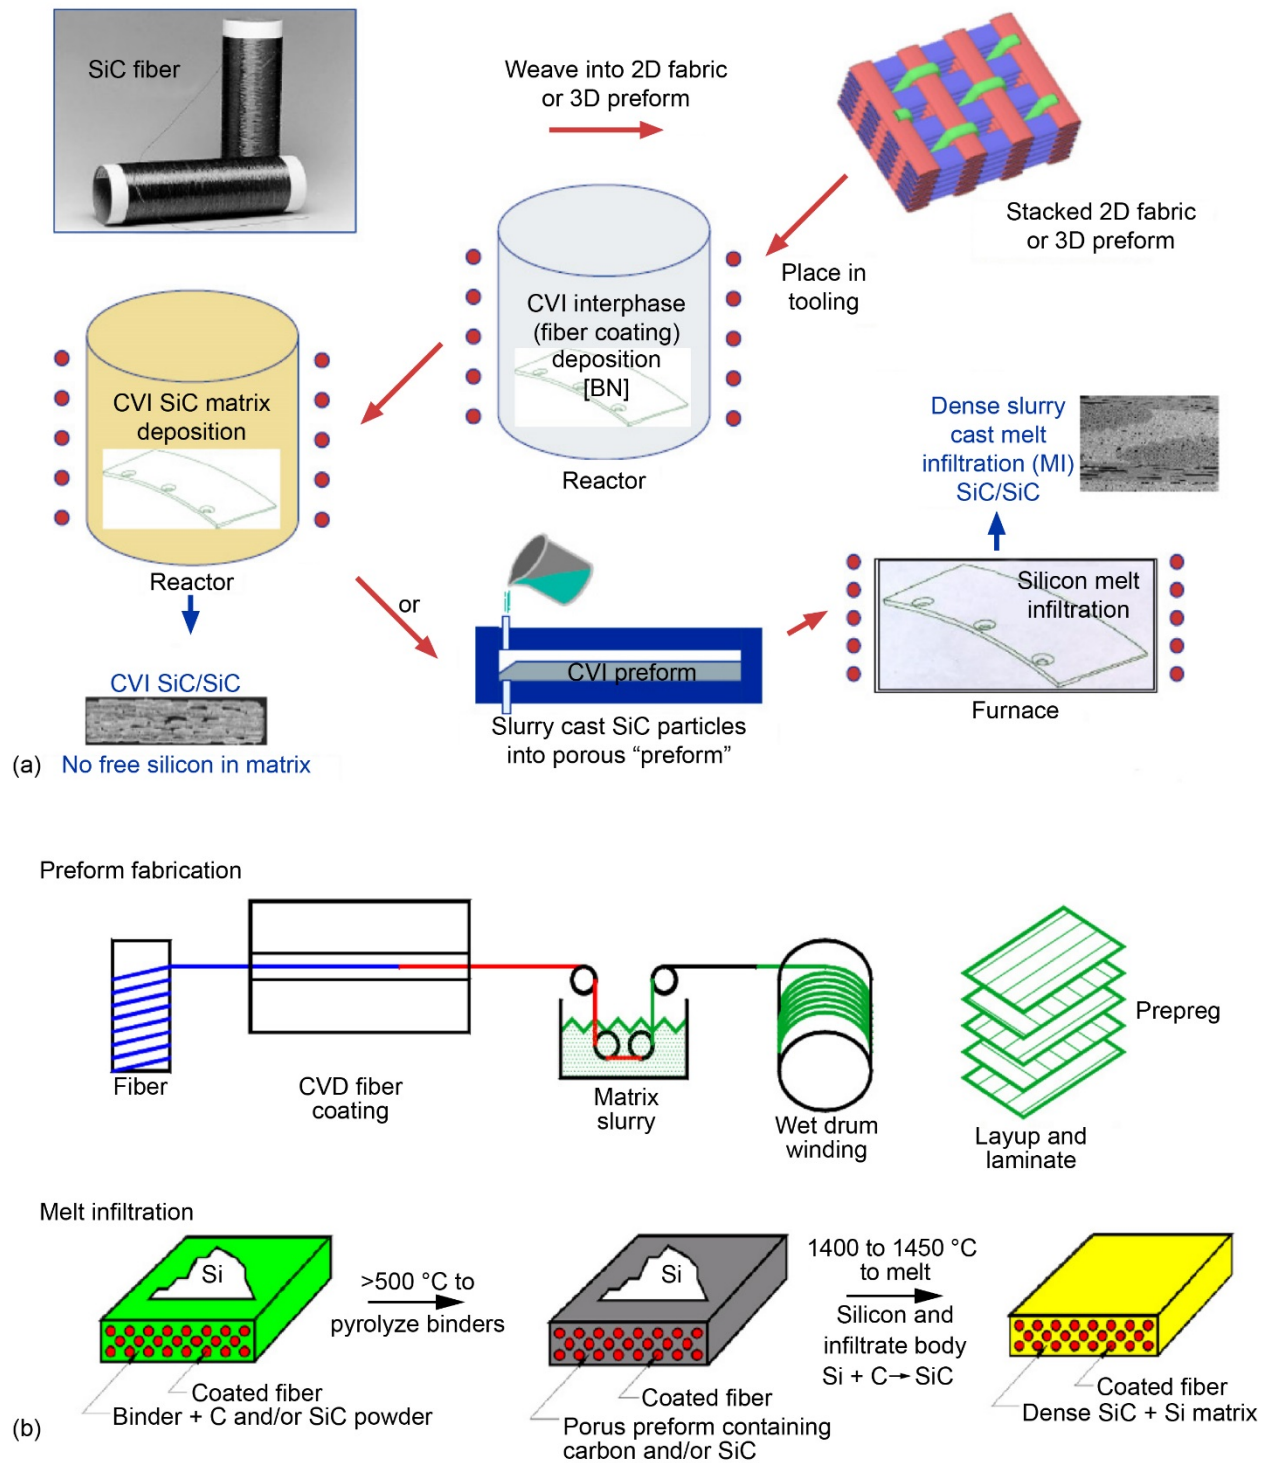 SiC fiber
Weave into 2D fabric
or 3D preform
Stacked 2D fabric
or 3D preform
Place in
tooling
CVI interphase
(fiber coating)
deposition
[BN]
Reactor
CVI SiC matrix
deposition
Reactor
CVI SiC/SiC
No free silicon in matrix
or
CVI preform
Slurry cast SiC particles
into porous “preform”
Dense slurry
cast melt
infiltration (MI)
SiC/SiC
Silicon melt
infiltration
Furnace
(a)
Preform fabrication
Fiber
CVD fiber
coating
Matrix
slurry
Wet drum
winding
Prepreg
Layup and
laminate
Melt infiltration
Si
>500 °C to
pyrolyze binders
Coated fiber
Binder + C and/or SiC powder
Si
Coated fiber
Porus preform containing
carbon and/or SiC
1400 to 1450 °C
to melt
Silicon and
infiltrate body
Si + C→SiC
Coated fiber
Dense SiC + Si matrix
(b)